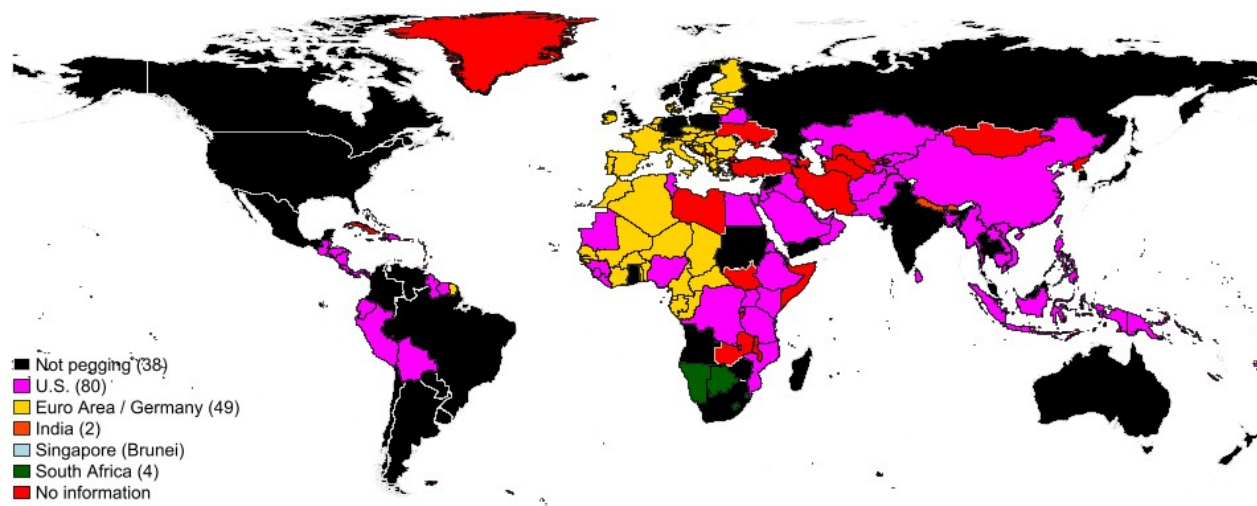 Not pegging (38)
U.S. (80)
Euro Area / Germany (49)
India (2)
Singapore (Brunei)
South Africa (4)
No information